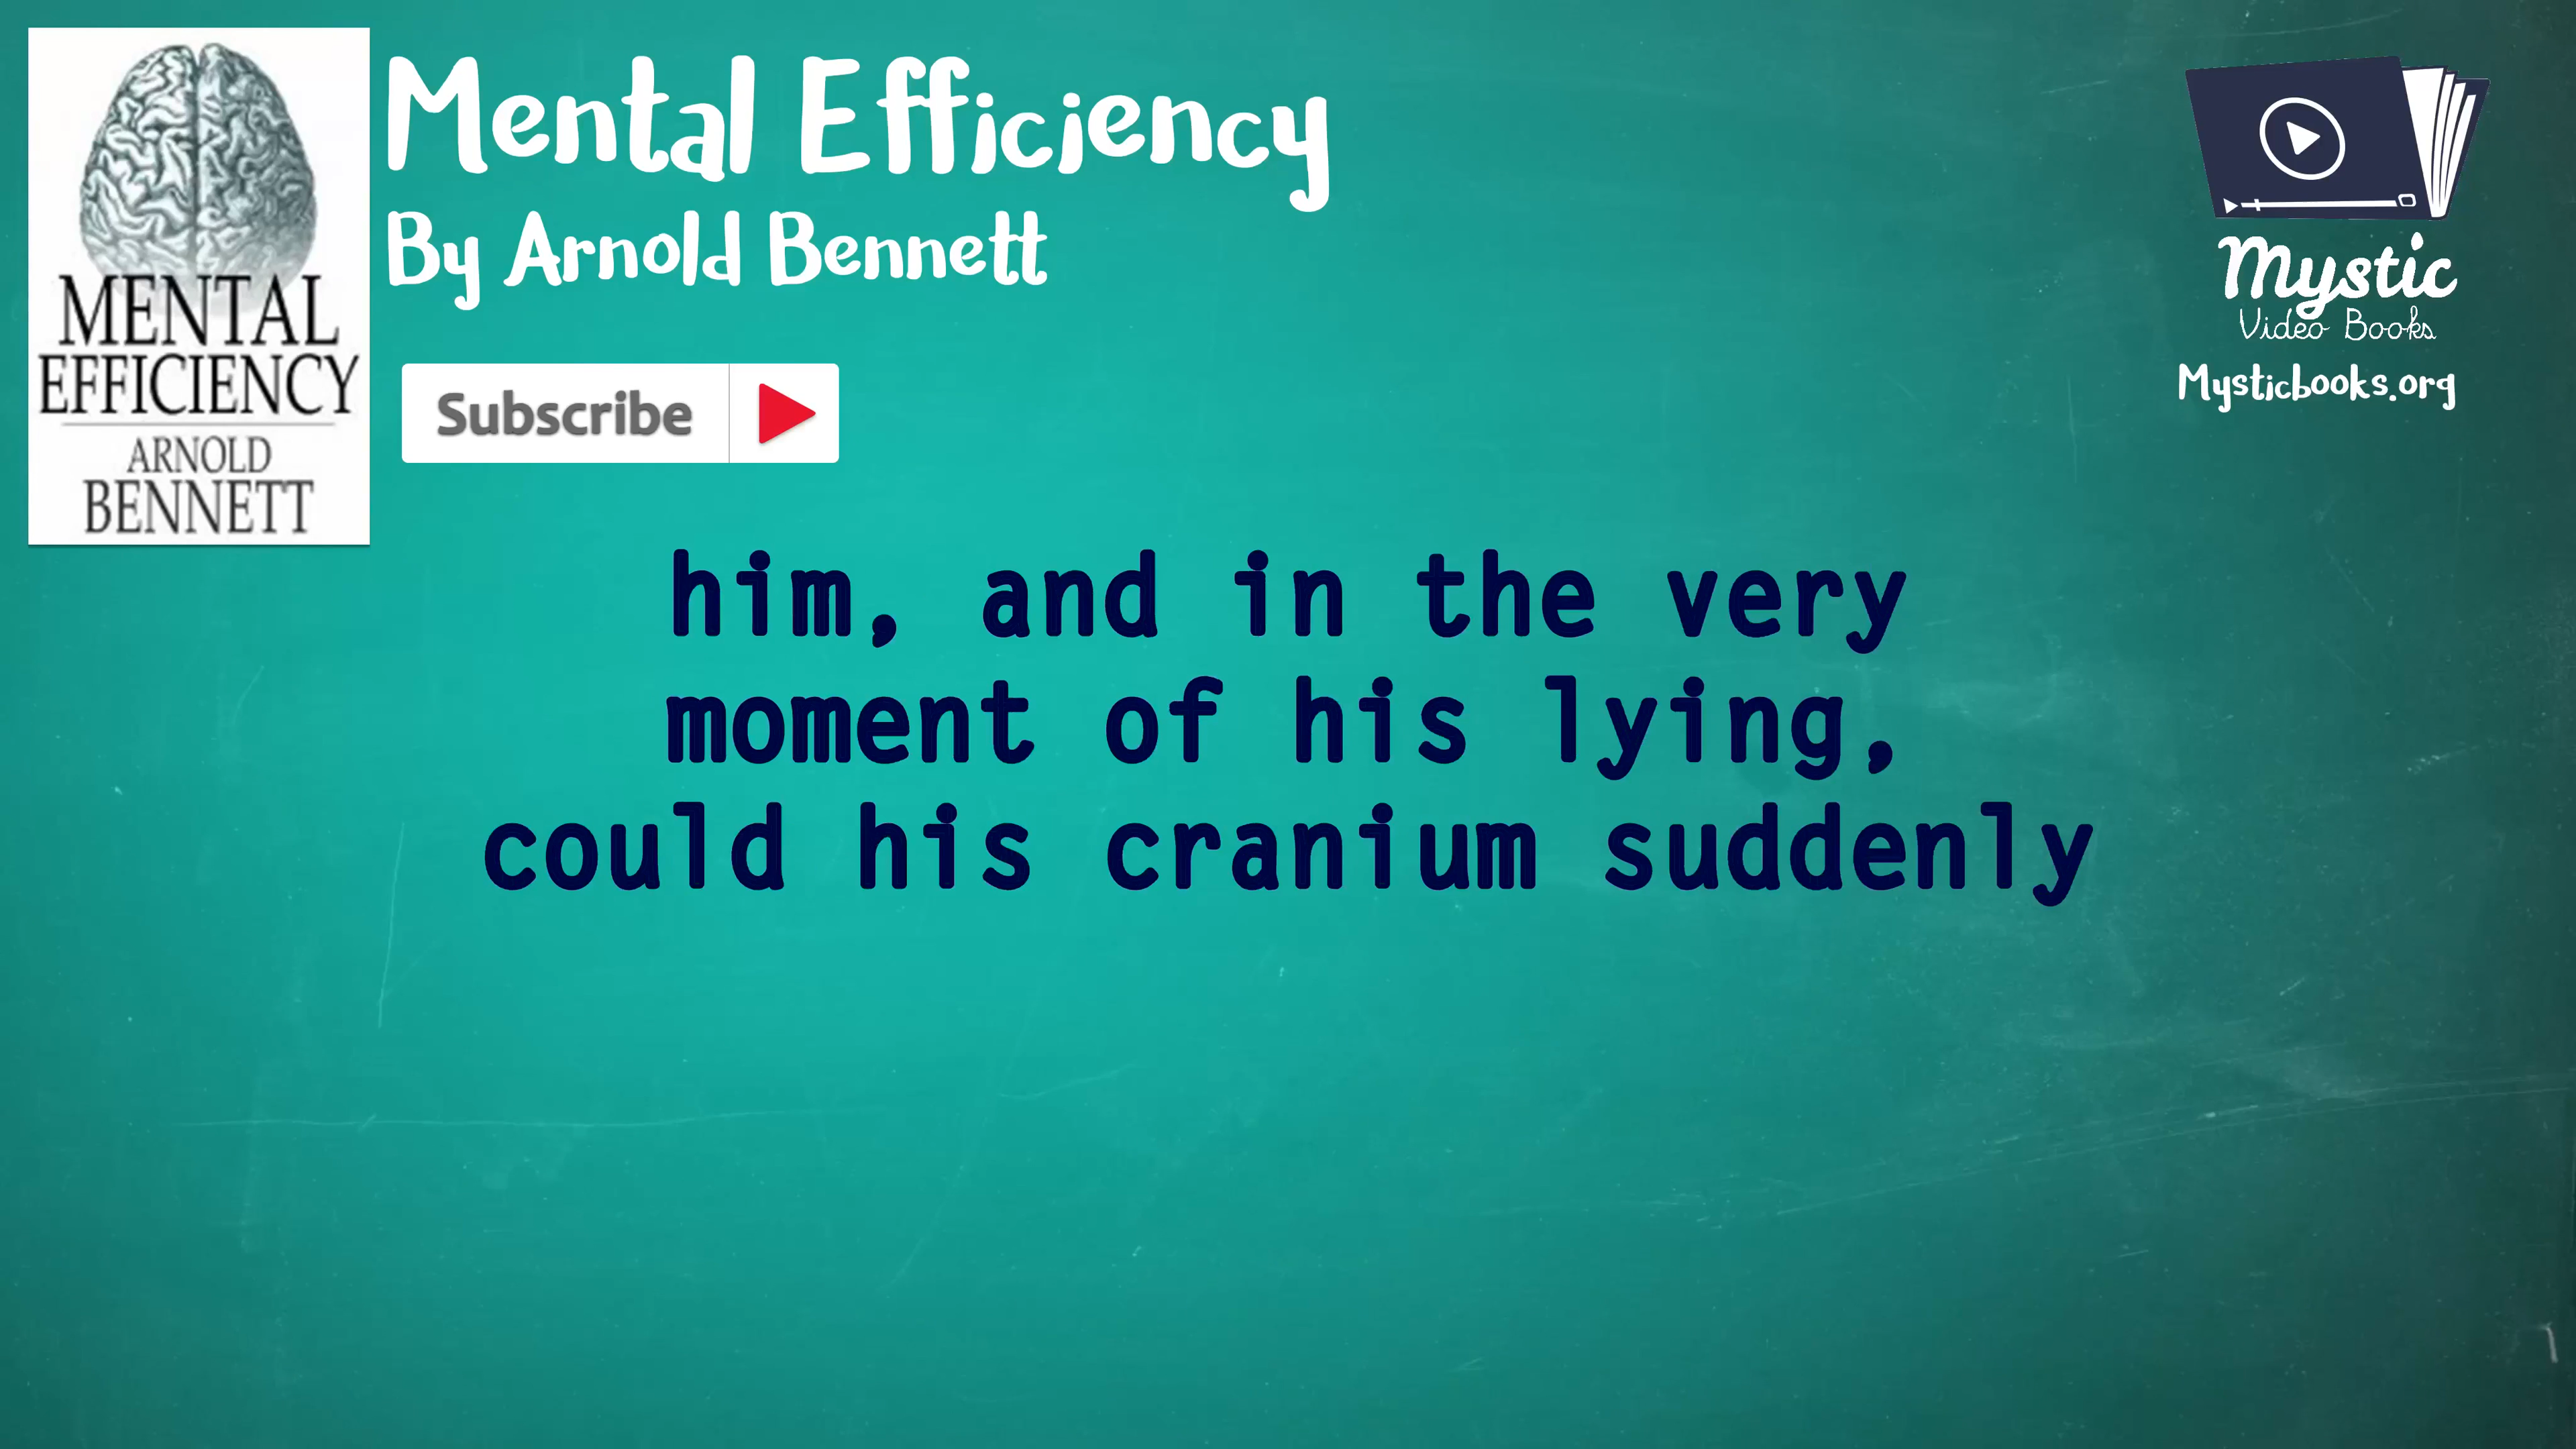 Mental Efficiency
By Arnold Bennett
Subscribe
MENTAL
EFFICIENCY
ARNOLD
BENNETT
Mystic
Video Books
Mysticbooks.org
him, and in the very
moment of his lying,
could his cranium suddenly